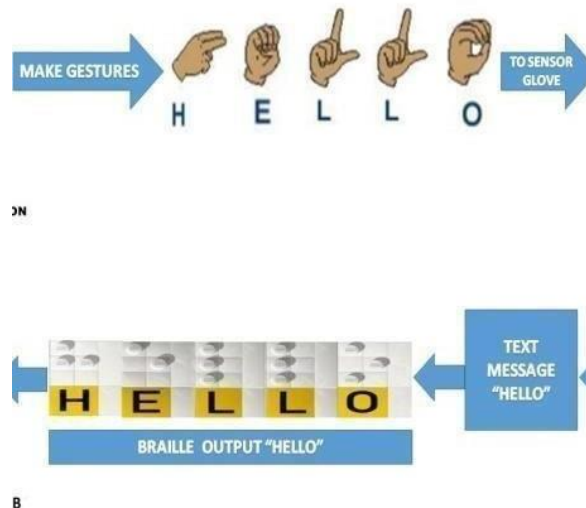 MAKE GESTURES
TO SENSOR
GLOVE
H E L L O
ON
TEXT
MESSAGE
“HELLO”
H E L L O
BRAILLE OUTPUT “HELLO”
B